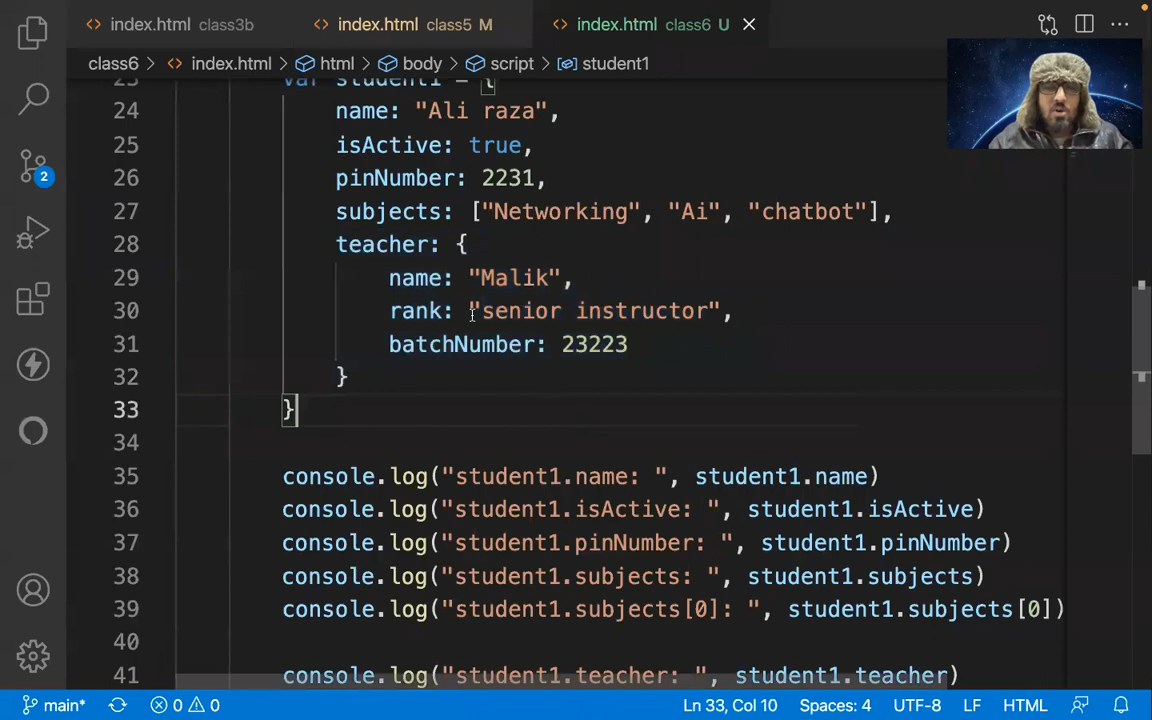 index.html class3b
index.html class5 M
index.html class6 U
class6 > index.html > html > body > script > student1
23 var student1 = {
24 name: "Ali raza",
25 isActive: true,
26 pinNumber: 2231,
27 subjects: ["Networking", "Ai", "chatbot"],
28 teacher: {
29 name: "Malik",
30 rank: "senior instructor",
31 batchNumber: 23223
32 }
33 }
34
35 console.log("student1.name: ", student1.name)
36 console.log("student1.isActive: ", student1.isActive)
37 console.log("student1.pinNumber: ", student1.pinNumber)
38 console.log("student1.subjects: ", student1.subjects)
39 console.log("student1.subjects[0]: ", student1.subjects[0])
40
41 console.log("student1.teacher: ", student1.teacher)
2
main* 0 0 Ln 33, Col 10 Spaces: 4 UTF-8 LF HTML